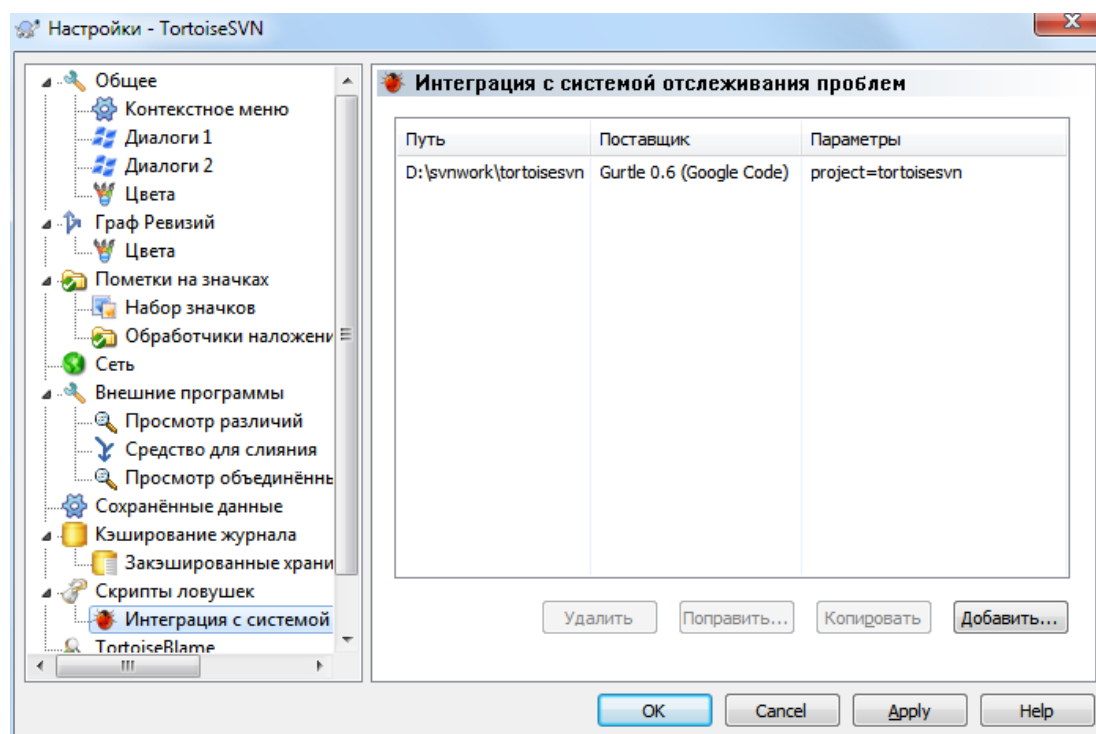 Настройки - TortoiseSVN
Общее
Контекстное меню
Диалоги 1
Диалоги 2
Цвета
Граф Ревизий
Цвета
Пометки на значках
Набор значков
Обработчики наложени
Сеть
Внешние программы
Просмотр различий
Средство для слияния
Просмотр объединённь
Сохранённые данные
Кэширование журнала
Закэшированные храни
Скрипты ловушек
Интеграция с системой
TortoiseBlame
Интеграция с системой отслеживания проблем
Путь Поставщик Параметры
D:\svnwork\tortoisesvn Gurtle 0.6 (Google Code) project=tortoisesvn
Удалить Поправить... Копировать Добавить...
OK Cancel Apply Help